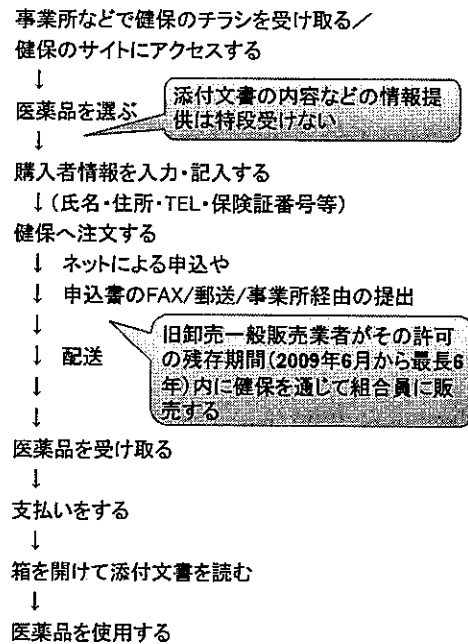 事業所などで健保のチラシを受け取る／
健保のサイトにアクセスする
↓
医薬品を選ぶ
添付文書の内容などの情報提
供は特段受けない
↓
購入者情報を入力・記入する
↓(氏名・住所・TEL・保険証番号等)
健保へ注文する
↓ ネットによる申込や
↓ 申込書のFAX/郵送/事業所経由の提出
↓
旧卸売一般販売業者がその許可
の残存期間(2009年6月から最長6
年)内に健保を通じて組合員に販
売する
↓ 配送
↓
↓
医薬品を受け取る
↓
支払いをする
↓
箱を開けて添付文書を読む
↓
医薬品を使用する